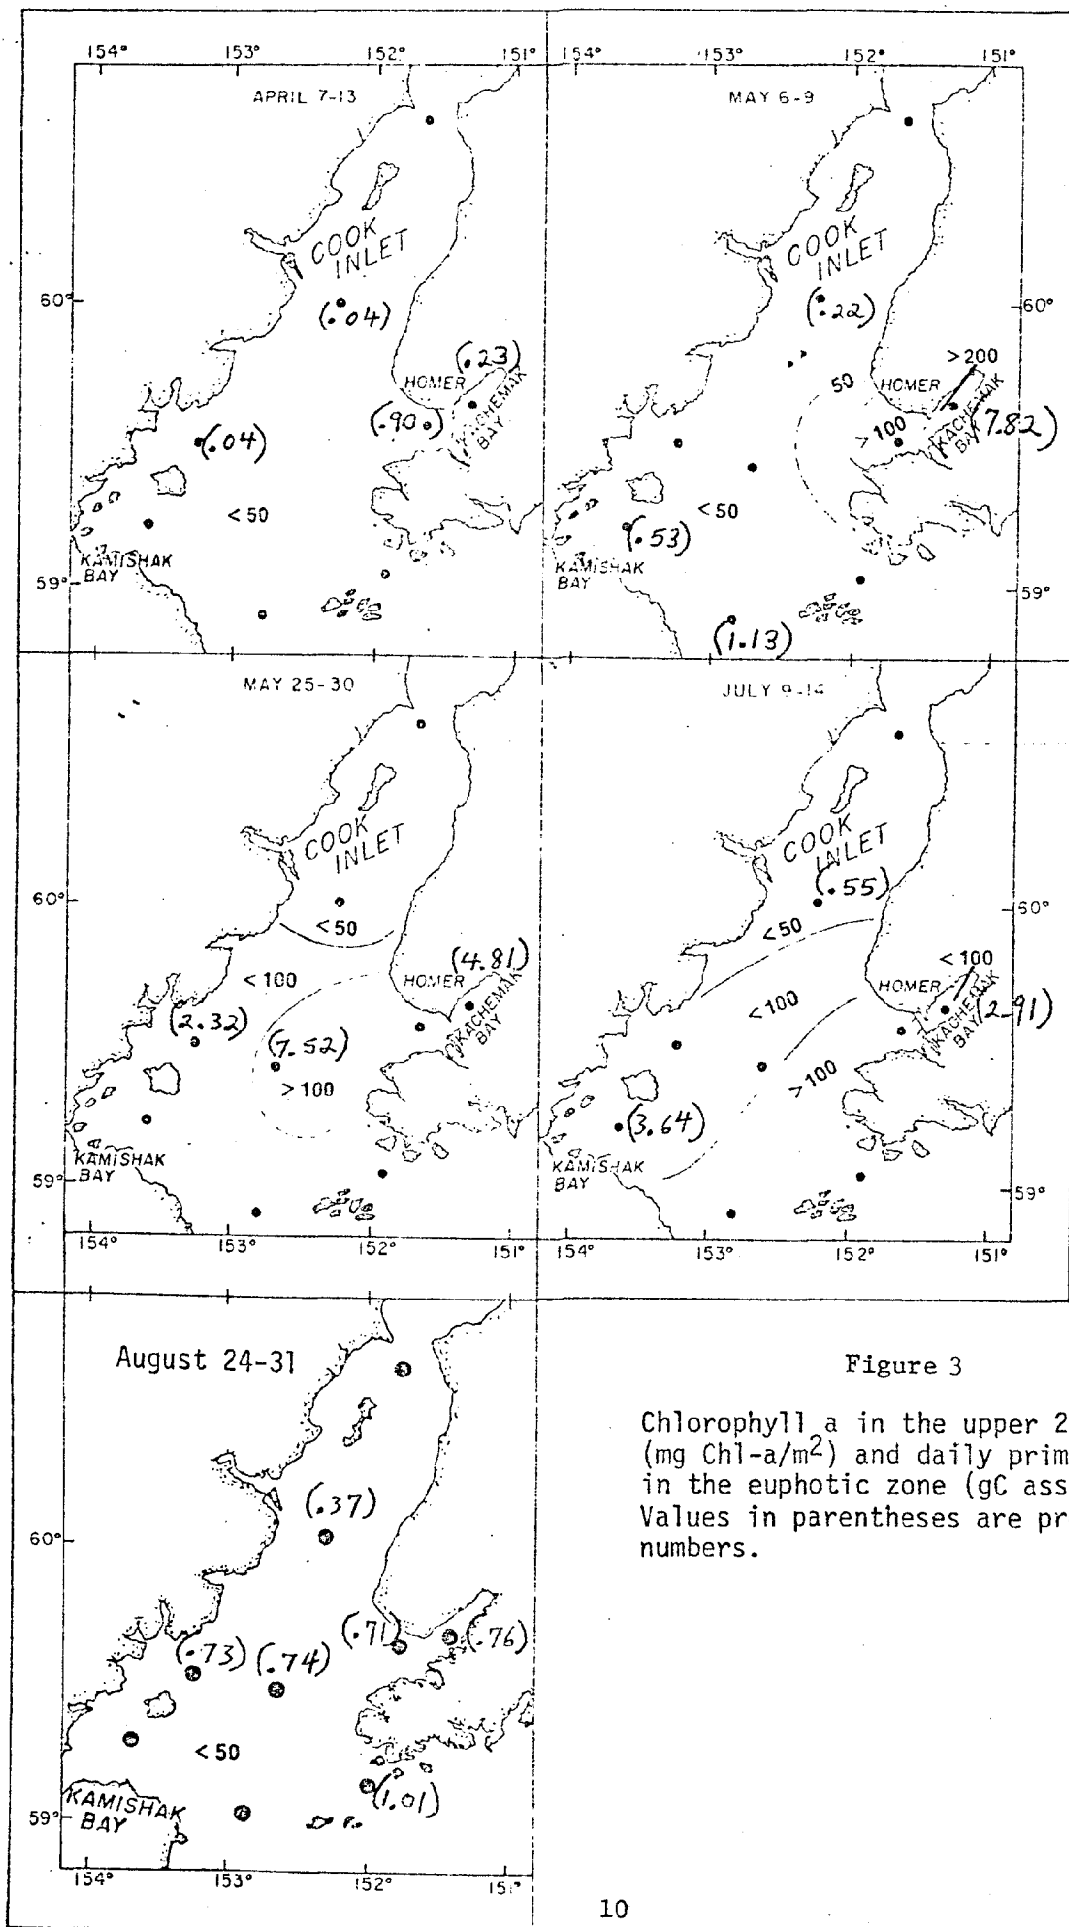 154° 153° 152° 151° 154° 153° 152° 151°
APRIL 7-13
COOK
INLET
60°
(.04)
(.23)
HOMER
KACHEMAK
BAY
(.90)
(.04)
<50
KAMISHAK
BAY
59°
MAY 6-9
COOK
INLET
60°
(.22)
>200
50
HOMER
>100
KACHEMAK
BAY
(7.82)
<50
(.53)
KAMISHAK
BAY
59°
(1.13)
MAY 25-30
COOK
INLET
60°
<50
<100
(4.81)
HOMER
KACHEMAK
BAY
(2.32)
(7.52)
>100
KAMISHAK
BAY
59°
154° 153° 152° 151°
JULY 9-14
COOK
INLET
(.55)
60°
<50
<100
HOMER
<100
KACHEMAK
BAY
(2.91)
>100
(3.64)
KAMISHAK
BAY
59°
154° 153° 152° 151°
August 24-31
(.37)
60°
(.71)
(.76)
(.73)
(.74)
<50
KAMISHAK
BAY
(1.01)
59°
154° 153° 152° 151°
Figure 3
Chlorophyll a in the upper 2
(mg Chl-a/m²) and daily prim
in the euphotic zone (gC ass
Values in parentheses are pr
numbers.
10